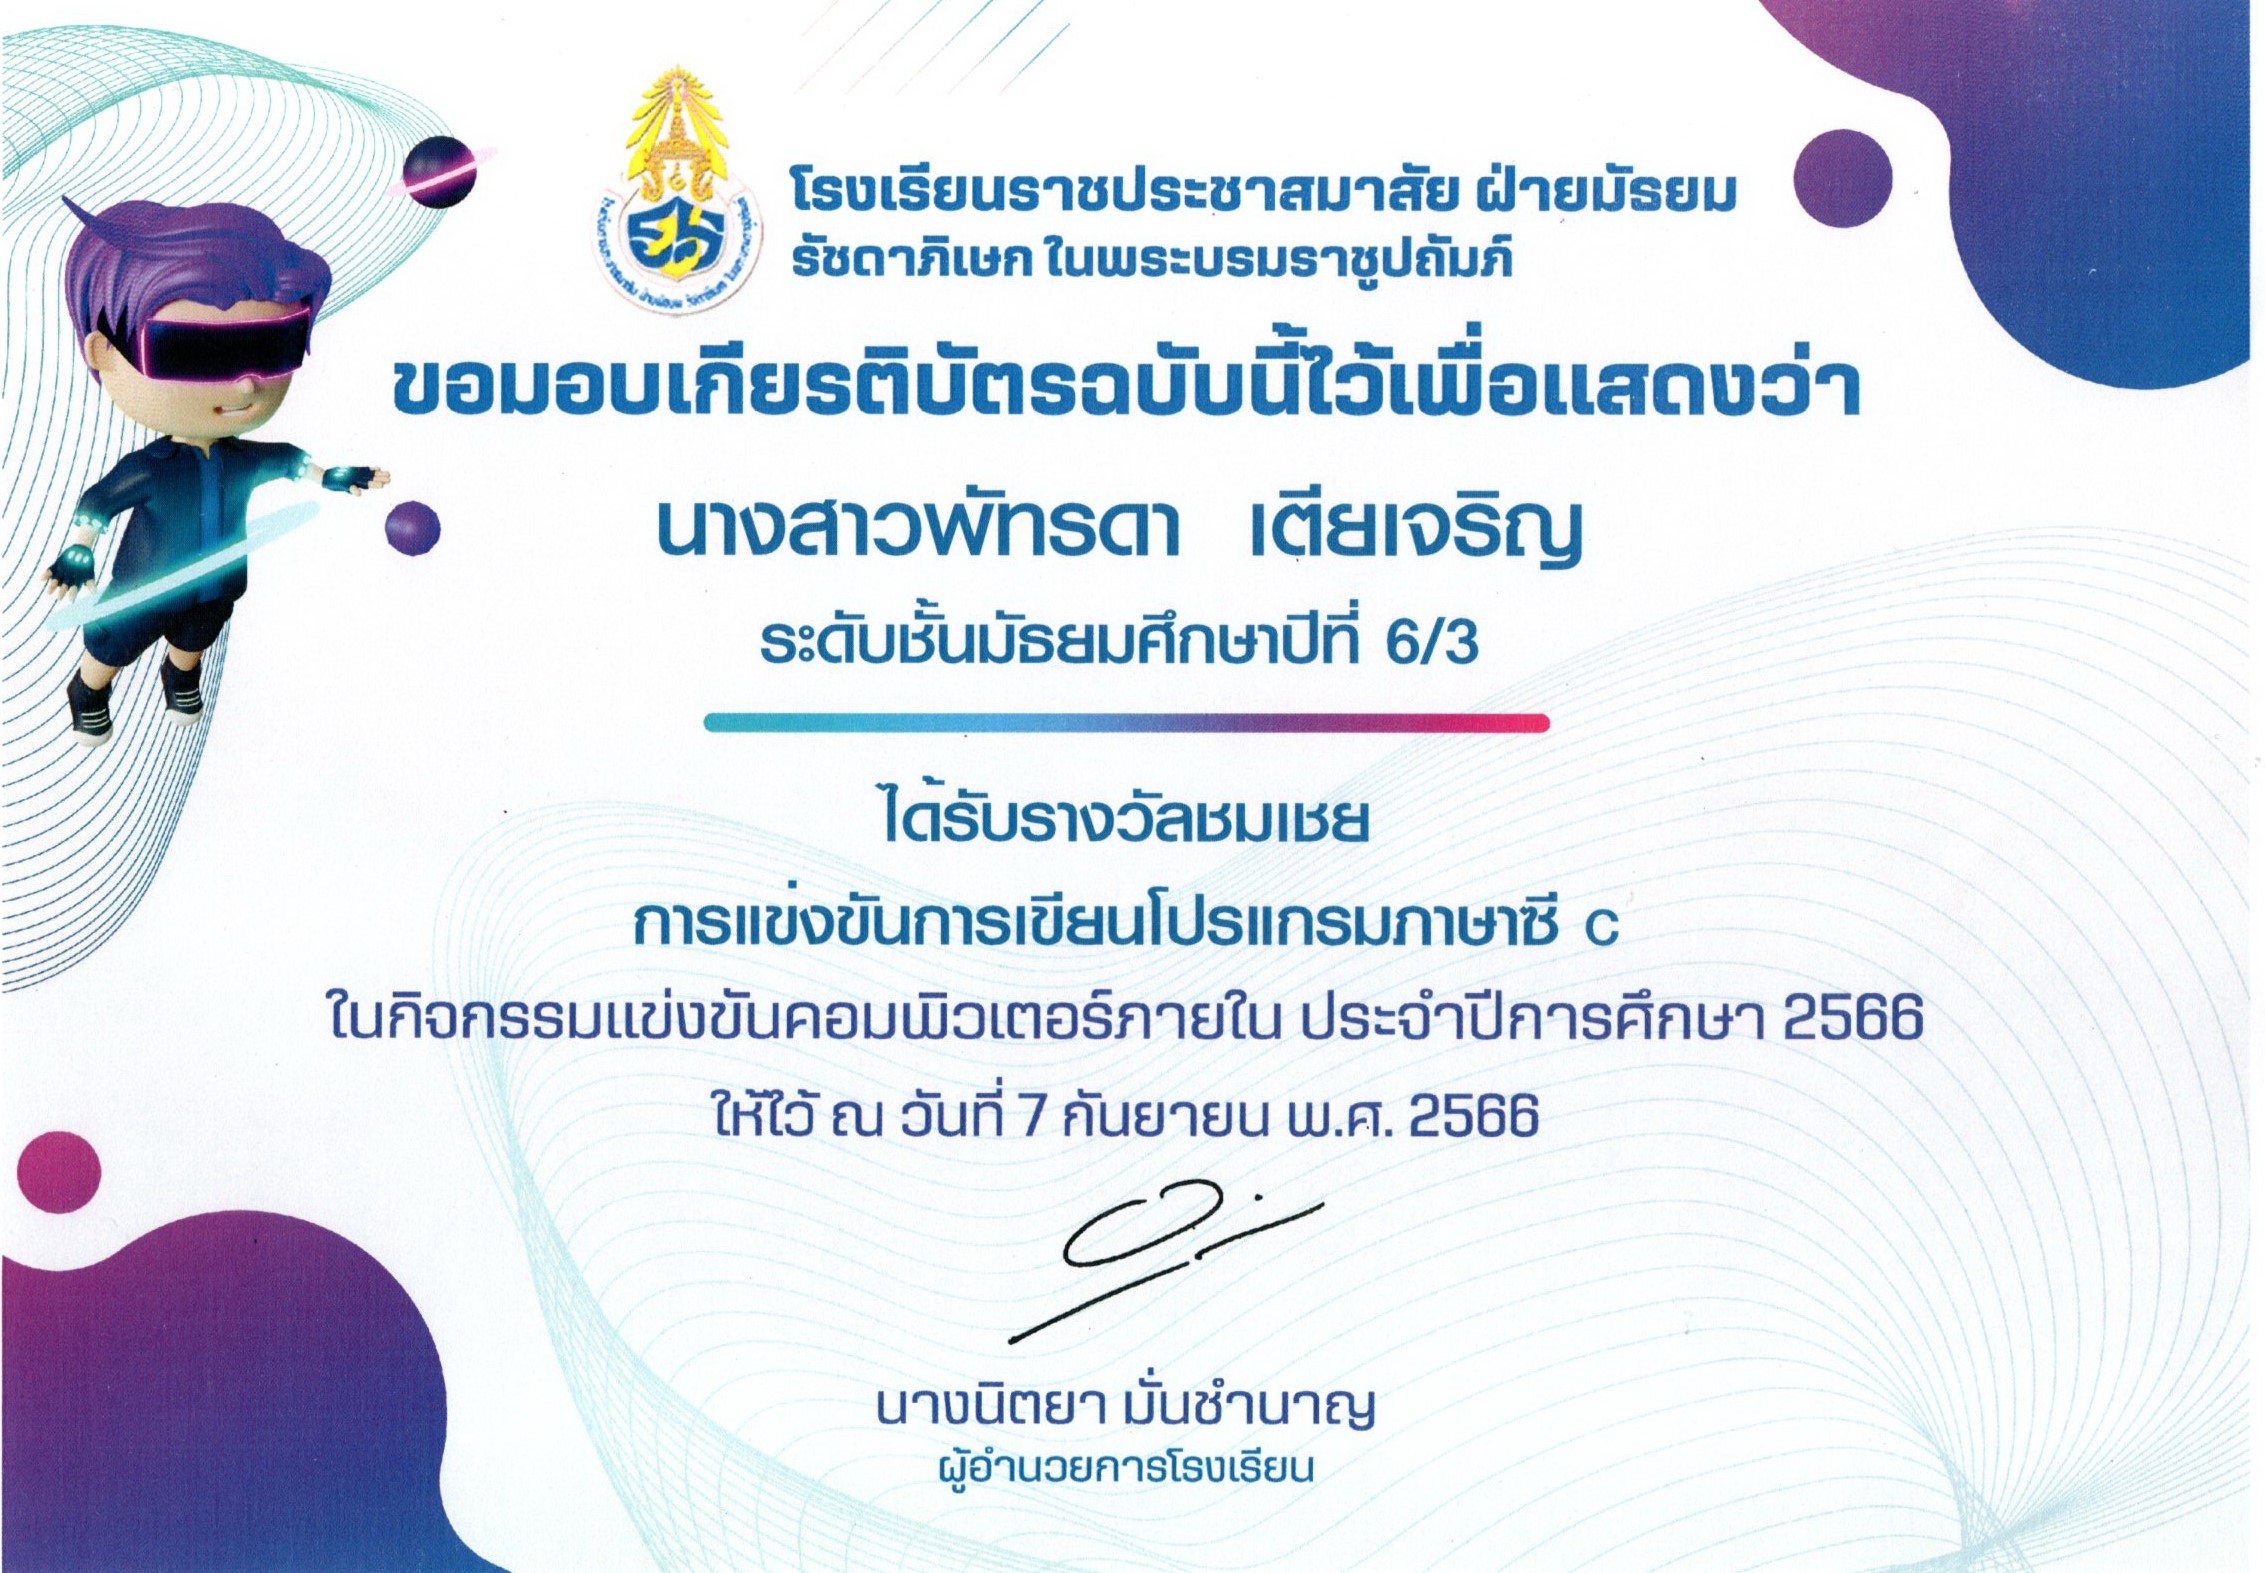 โรงเรียนราชประชาสมาสัย ฝ่ายมัธยม
รัชดาภิเษก ในพระบรมราชูปถัมภ์
ขอมอบเกียรติบัตรฉบับนี้ไว้เพื่อแสดงว่า
นางสาวพัทรดา เตียเจริญ
ระดับชั้นมัธยมศึกษาปีที่ 6/3
ได้รับรางวัลชมเชย
การแข่งขันการเขียนโปรแกรมภาษาซี C
ในกิจกรรมแข่งขันคอมพิวเตอร์ภายใน ประจำปีการศึกษา 2566
ให้ไว้ ณ วันที่ 7 กันยายน พ.ศ. 2566
นางนิตยา มั่นชำนาญ
ผู้อำนวยการโรงเรียน